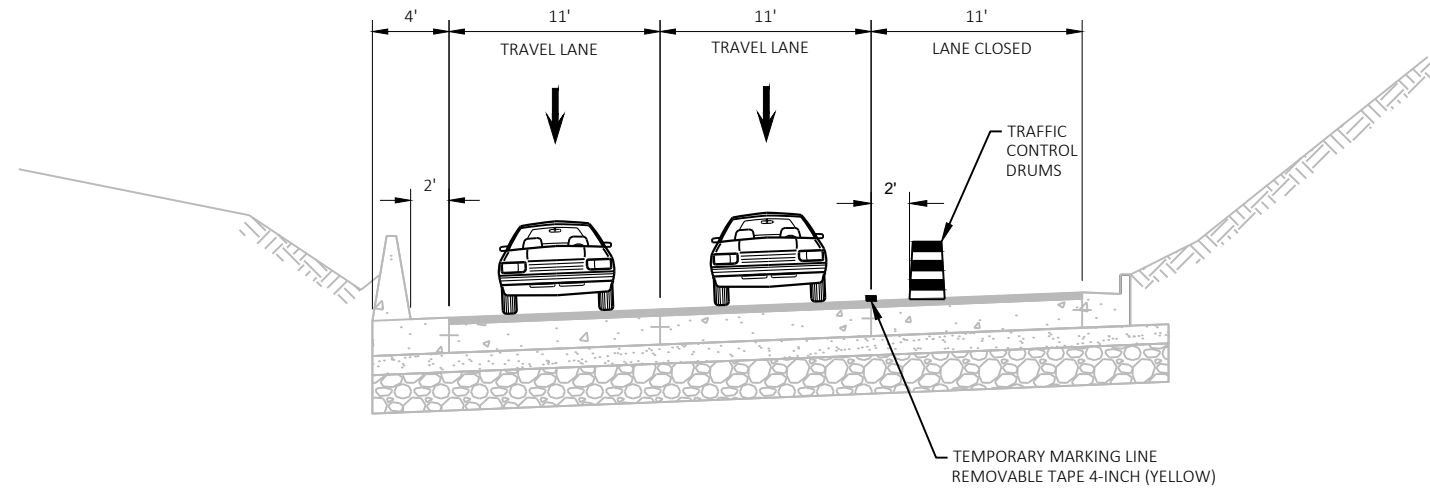 4' 11' 11' 11'
TRAVEL LANE TRAVEL LANE LANE CLOSED
TRAFFIC
CONTROL
DRUMS
2' 2'
TEMPORARY MARKING LINE
REMOVABLE TAPE 4-INCH (YELLOW)